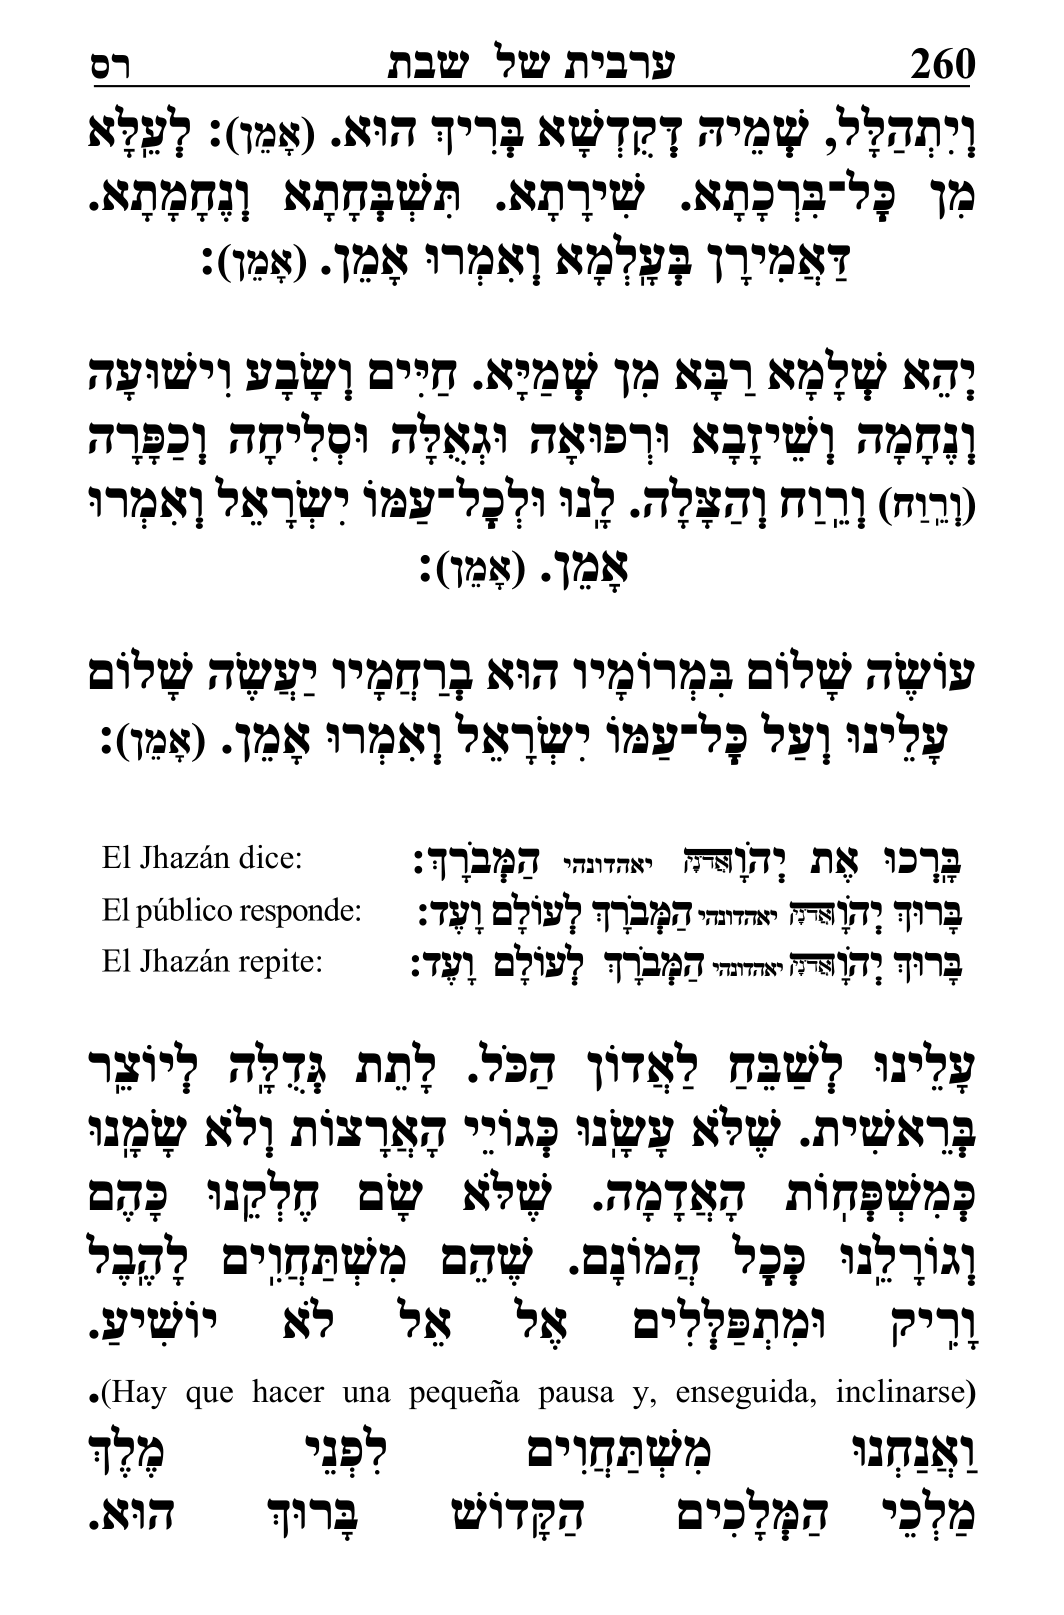 260 ערבית של שבת רס
וְיִתְהַלָּל, שְׁמֵיהּ דְּקֻדְשָׁא בְּרִיךְ הוּא. (אָמֵן): לְעֵלָּא
מִן כָּל־בִּרְכָתָא. שִׁירָתָא. תִּשְׁבְּחָתָא וְנֶחָמָתָא.
דַּאֲמִירָן בְּעָלְמָא וְאִמְרוּ אָמֵן. (אָמֵן):
יְהֵא שְׁלָמָא רַבָּא מִן שְׁמַיָּא. חַיִּים וְשָׂבָע וִישׁוּעָה
וְנֶחָמָה וְשֵׁיזָבָא וּרְפוּאָה וּגְאֻלָּה וּסְלִיחָה וְכַפָּרָה
(וְרֵוַח) וְרֵוַח וְהַצָּלָה. לָנוּ וּלְכָל־עַמּוֹ יִשְׂרָאֵל וְאִמְרוּ
אָמֵן. (אָמֵן):
עוֹשֶׂה שָׁלוֹם בִּמְרוֹמָיו הוּא בְרַחֲמָיו יַעֲשֶׂה שָׁלוֹם
עָלֵינוּ וְעַל כָּל־עַמּוֹ יִשְׂרָאֵל וְאִמְרוּ אָמֵן. (אָמֵן):
El Jhazán dice: בָּרְכוּ אֶת יְהֹוָאֲדֹנָיה יאהדונהי הַמְּבֹרָךְ:
El público responde: בָּרוּךְ יְהֹוָאֲדֹנָיה יאהדונהי הַמְּבֹרָךְ לְעוֹלָם וָעֶד:
El Jhazán repite: בָּרוּךְ יְהֹוָאֲדֹנָיה יאהדונהי הַמְּבֹרָךְ לְעוֹלָם וָעֶד:
עָלֵינוּ לְשַׁבֵּחַ לַאֲדוֹן הַכֹּל. לָתֵת גְּדֻלָּה לְיוֹצֵר
בְּרֵאשִׁית. שֶׁלֹּא עָשָׂנוּ כְּגוֹיֵי הָאֲרָצוֹת וְלֹא שָׂמָנוּ
כְּמִשְׁפְּחוֹת הָאֲדָמָה. שֶׁלֹּא שָׂם חֶלְקֵנוּ כָּהֶם
וְגוֹרָלֵנוּ כְּכָל הֲמוֹנָם. שֶׁהֵם מִשְׁתַּחֲוִים לָהֶבֶל
וָרִיק וּמִתְפַּלְּלִים אֶל אֵל לֹא יוֹשִׁיעַ.
.(Hay que hacer una pequeña pausa y, enseguida, inclinarse)
וַאֲנַחְנוּ מִשְׁתַּחֲוִים לִפְנֵי מֶלֶךְ
מַלְכֵי הַמְּלָכִים הַקָּדוֹשׁ בָּרוּךְ הוּא.